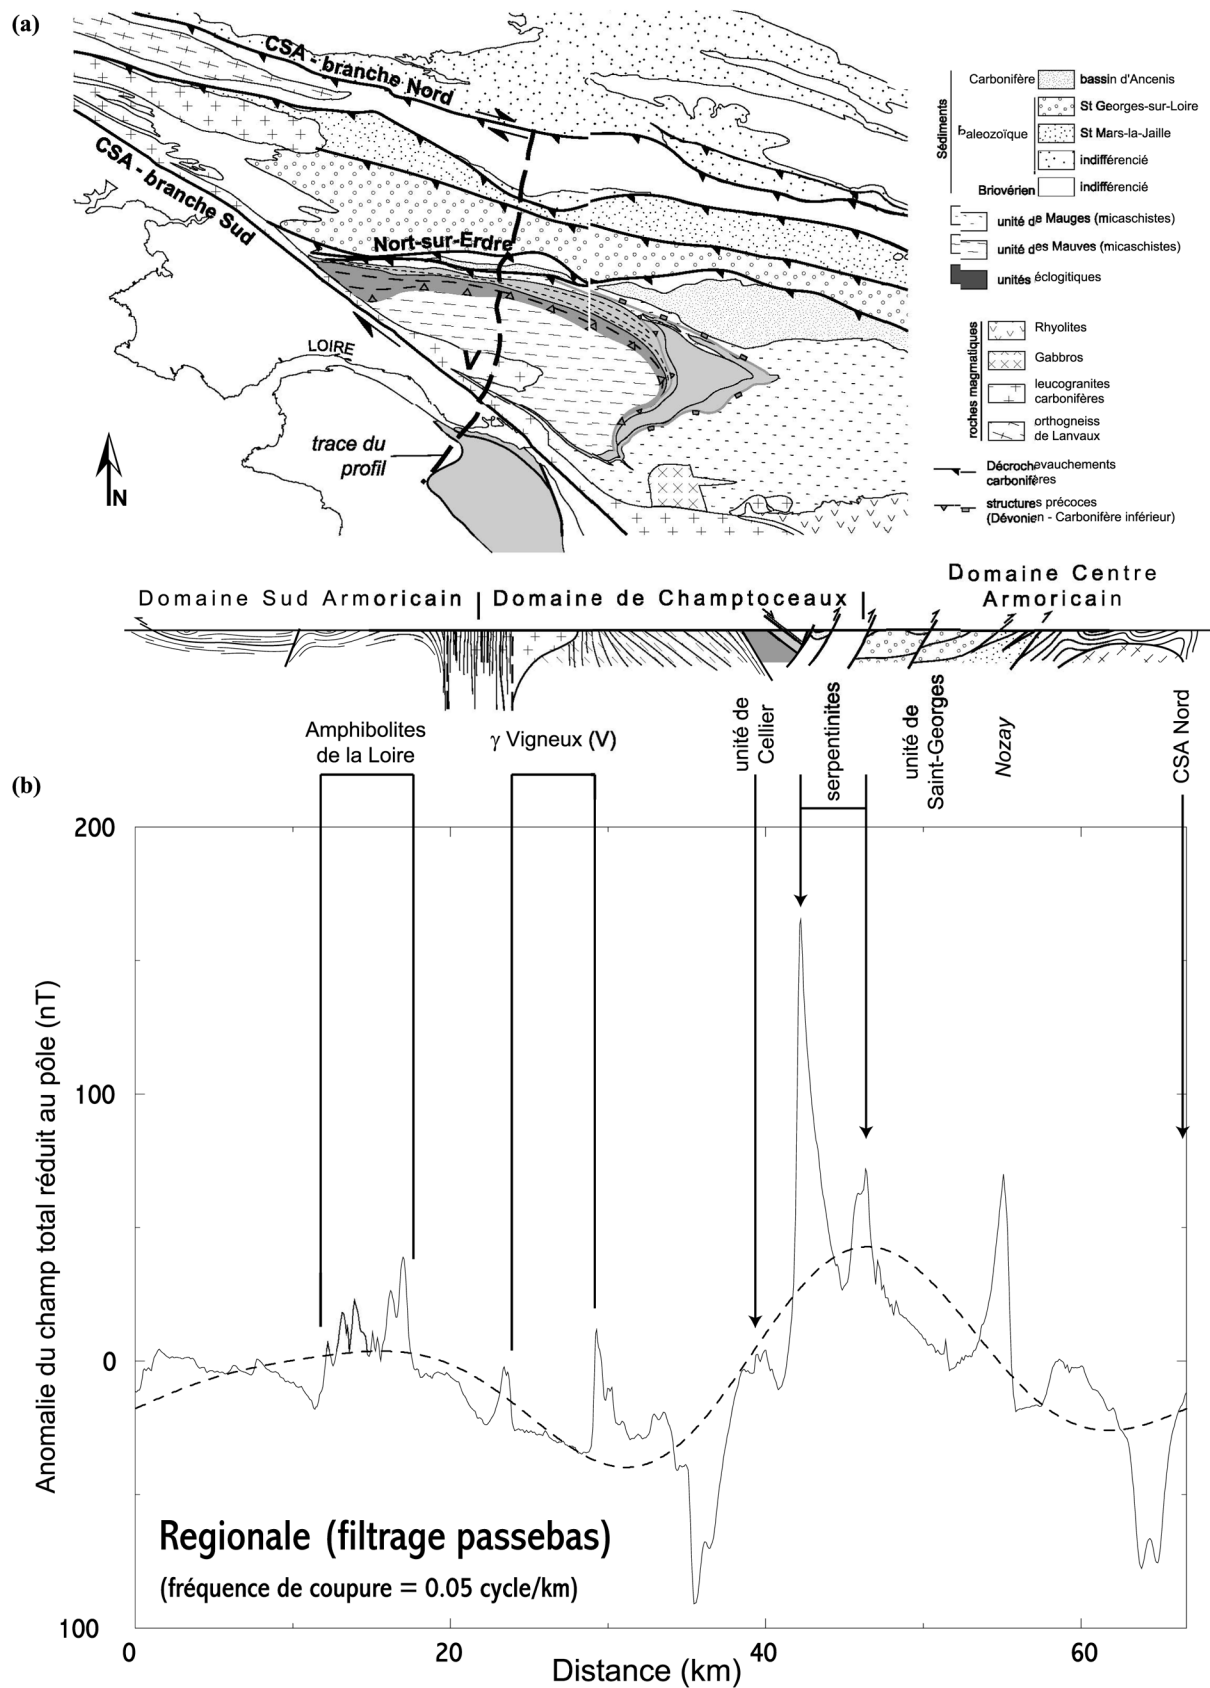 (a)
CSA - branche Nord
CSA - branche Sud
Nort-sur-Erdre
LOIRE
V
trace du
profil
N
Sédiments
Carbonifère
bassin d'Ancenis
Paleozoïque
St Georges-sur-Loire
St Mars-la-Jaille
indifférencié
Briovérien
indifférencié
unité de Mauges (micaschistes)
unité des Mauves (micaschistes)
unités éclogitiques
roches magmatiques
Rhyolites
Gabbros
leucogranites
carbonifères
orthogneiss
de Lanvaux
Décrochevauchements
carbonifères
structures précoces
(Dévonien - Carbonifère inférieur)
Domaine Sud Armoricain
Domaine de Champtoceaux
Domaine Centre
Armoricain
Amphibolites
de la Loire
γ Vigneux (V)
unité de
Cellier
serpentinites
unité de
Saint-Georges
Nozay
CSA Nord
(b)
200
100
0
100
Anomalie du champ total réduit au pôle (nT)
Regionale (filtrage passebas)
(fréquence de coupure = 0.05 cycle/km)
0
20
40
60
Distance (km)